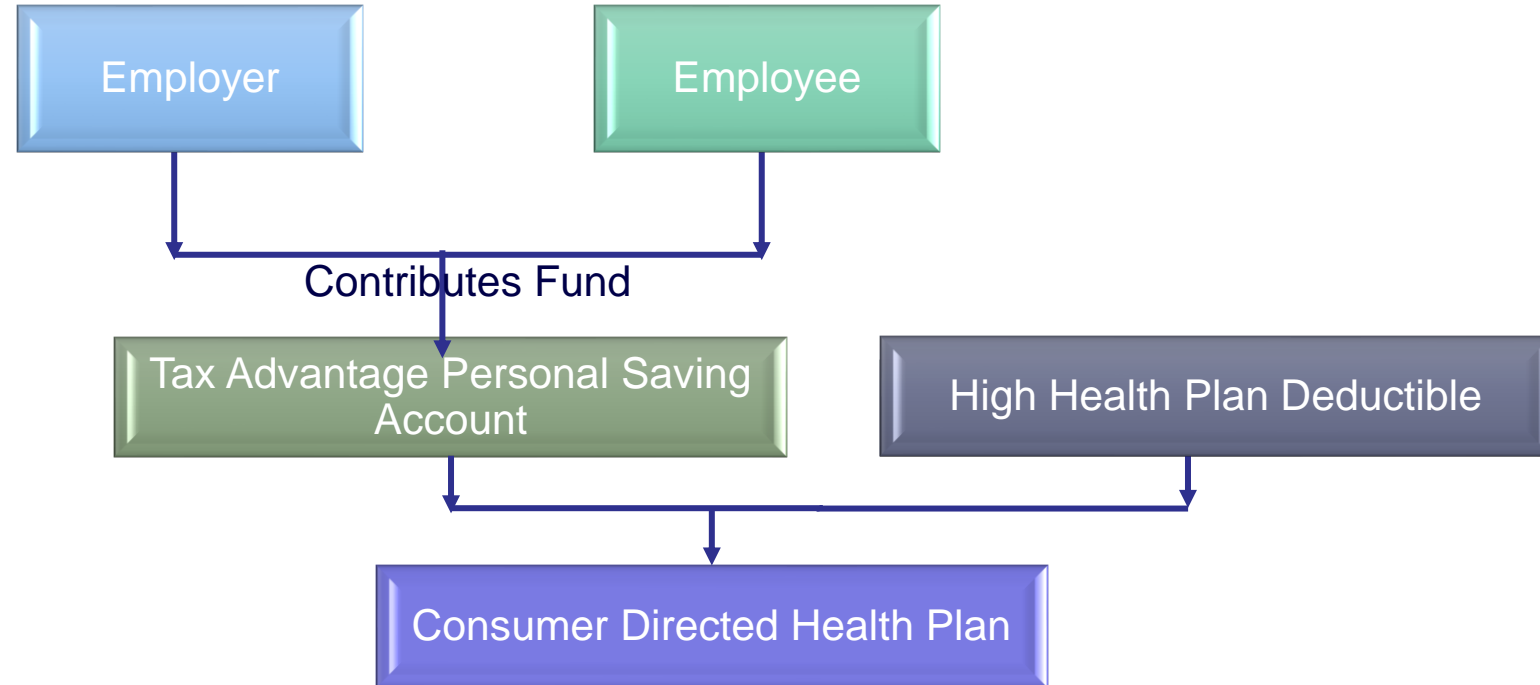 Employer
Employee
Contributes Fund
Tax Advantage Personal Saving
Account
High Health Plan Deductible
Consumer Directed Health Plan